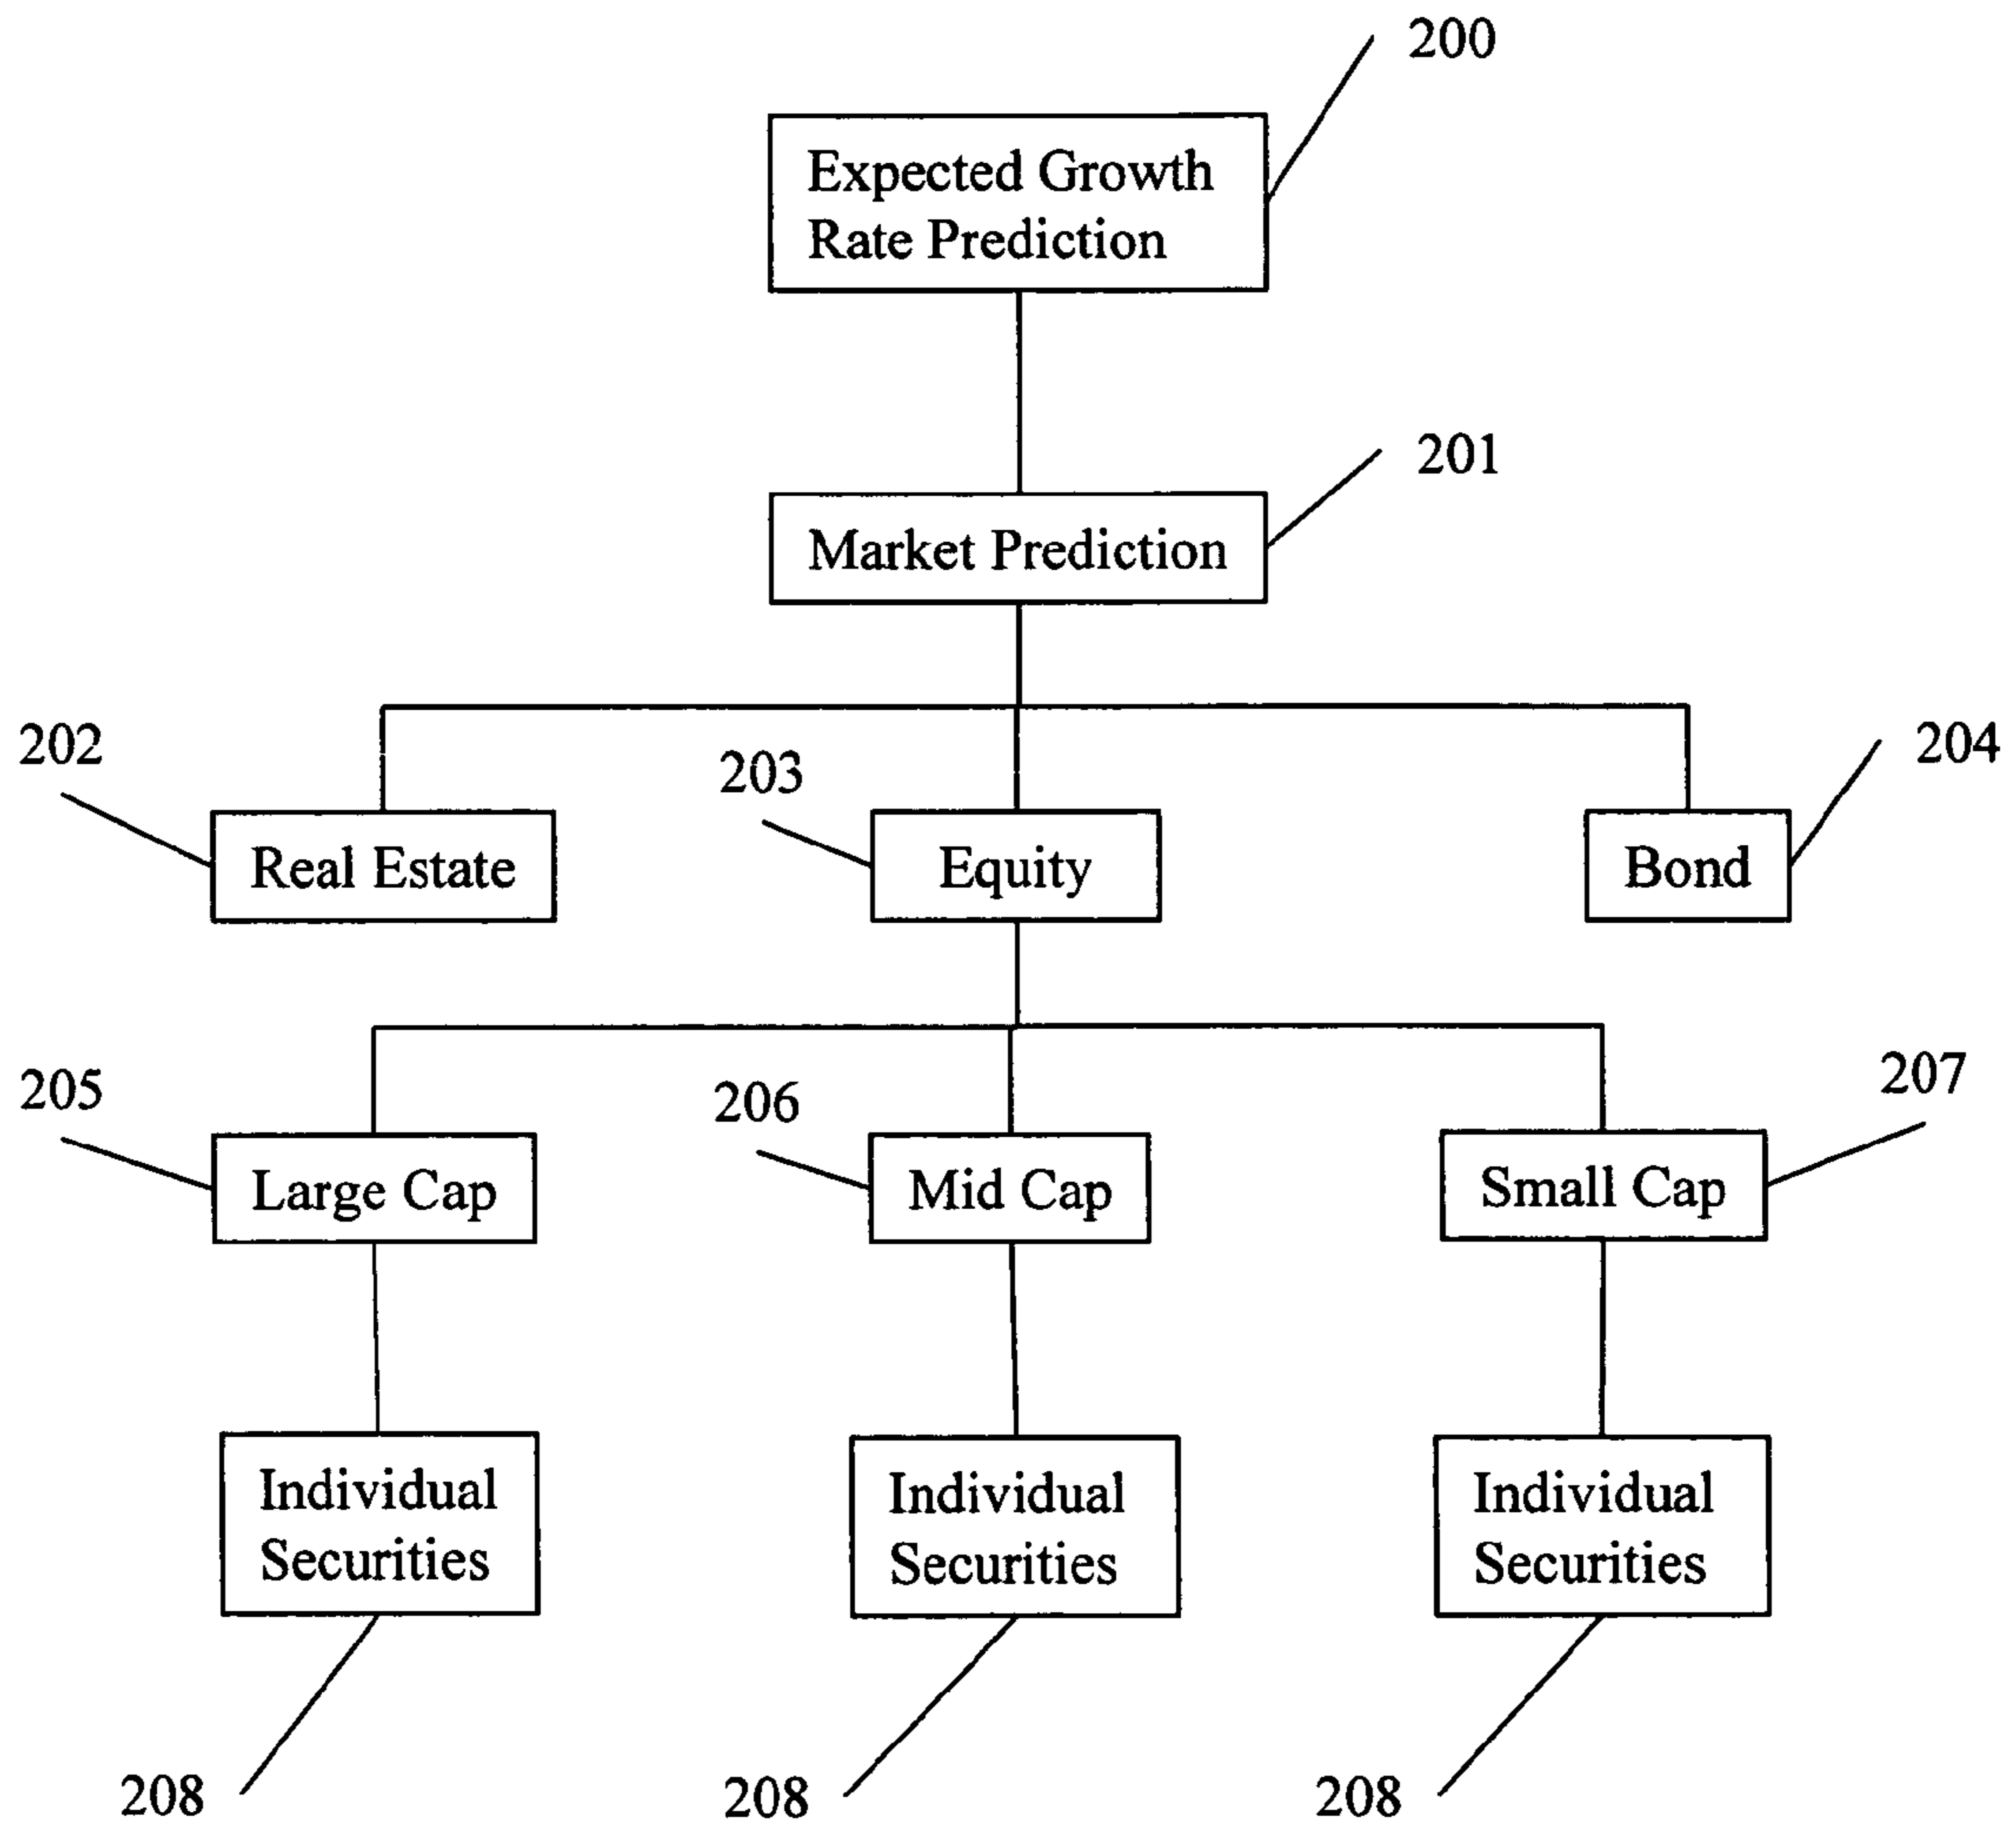 200
Expected Growth
Rate Prediction
201
Market Prediction
202
203
204
Real Estate
Equity
Bond
205
206
207
Large Cap
Mid Cap
Small Cap
Individual
Securities
Individual
Securities
Individual
Securities
208
208
208